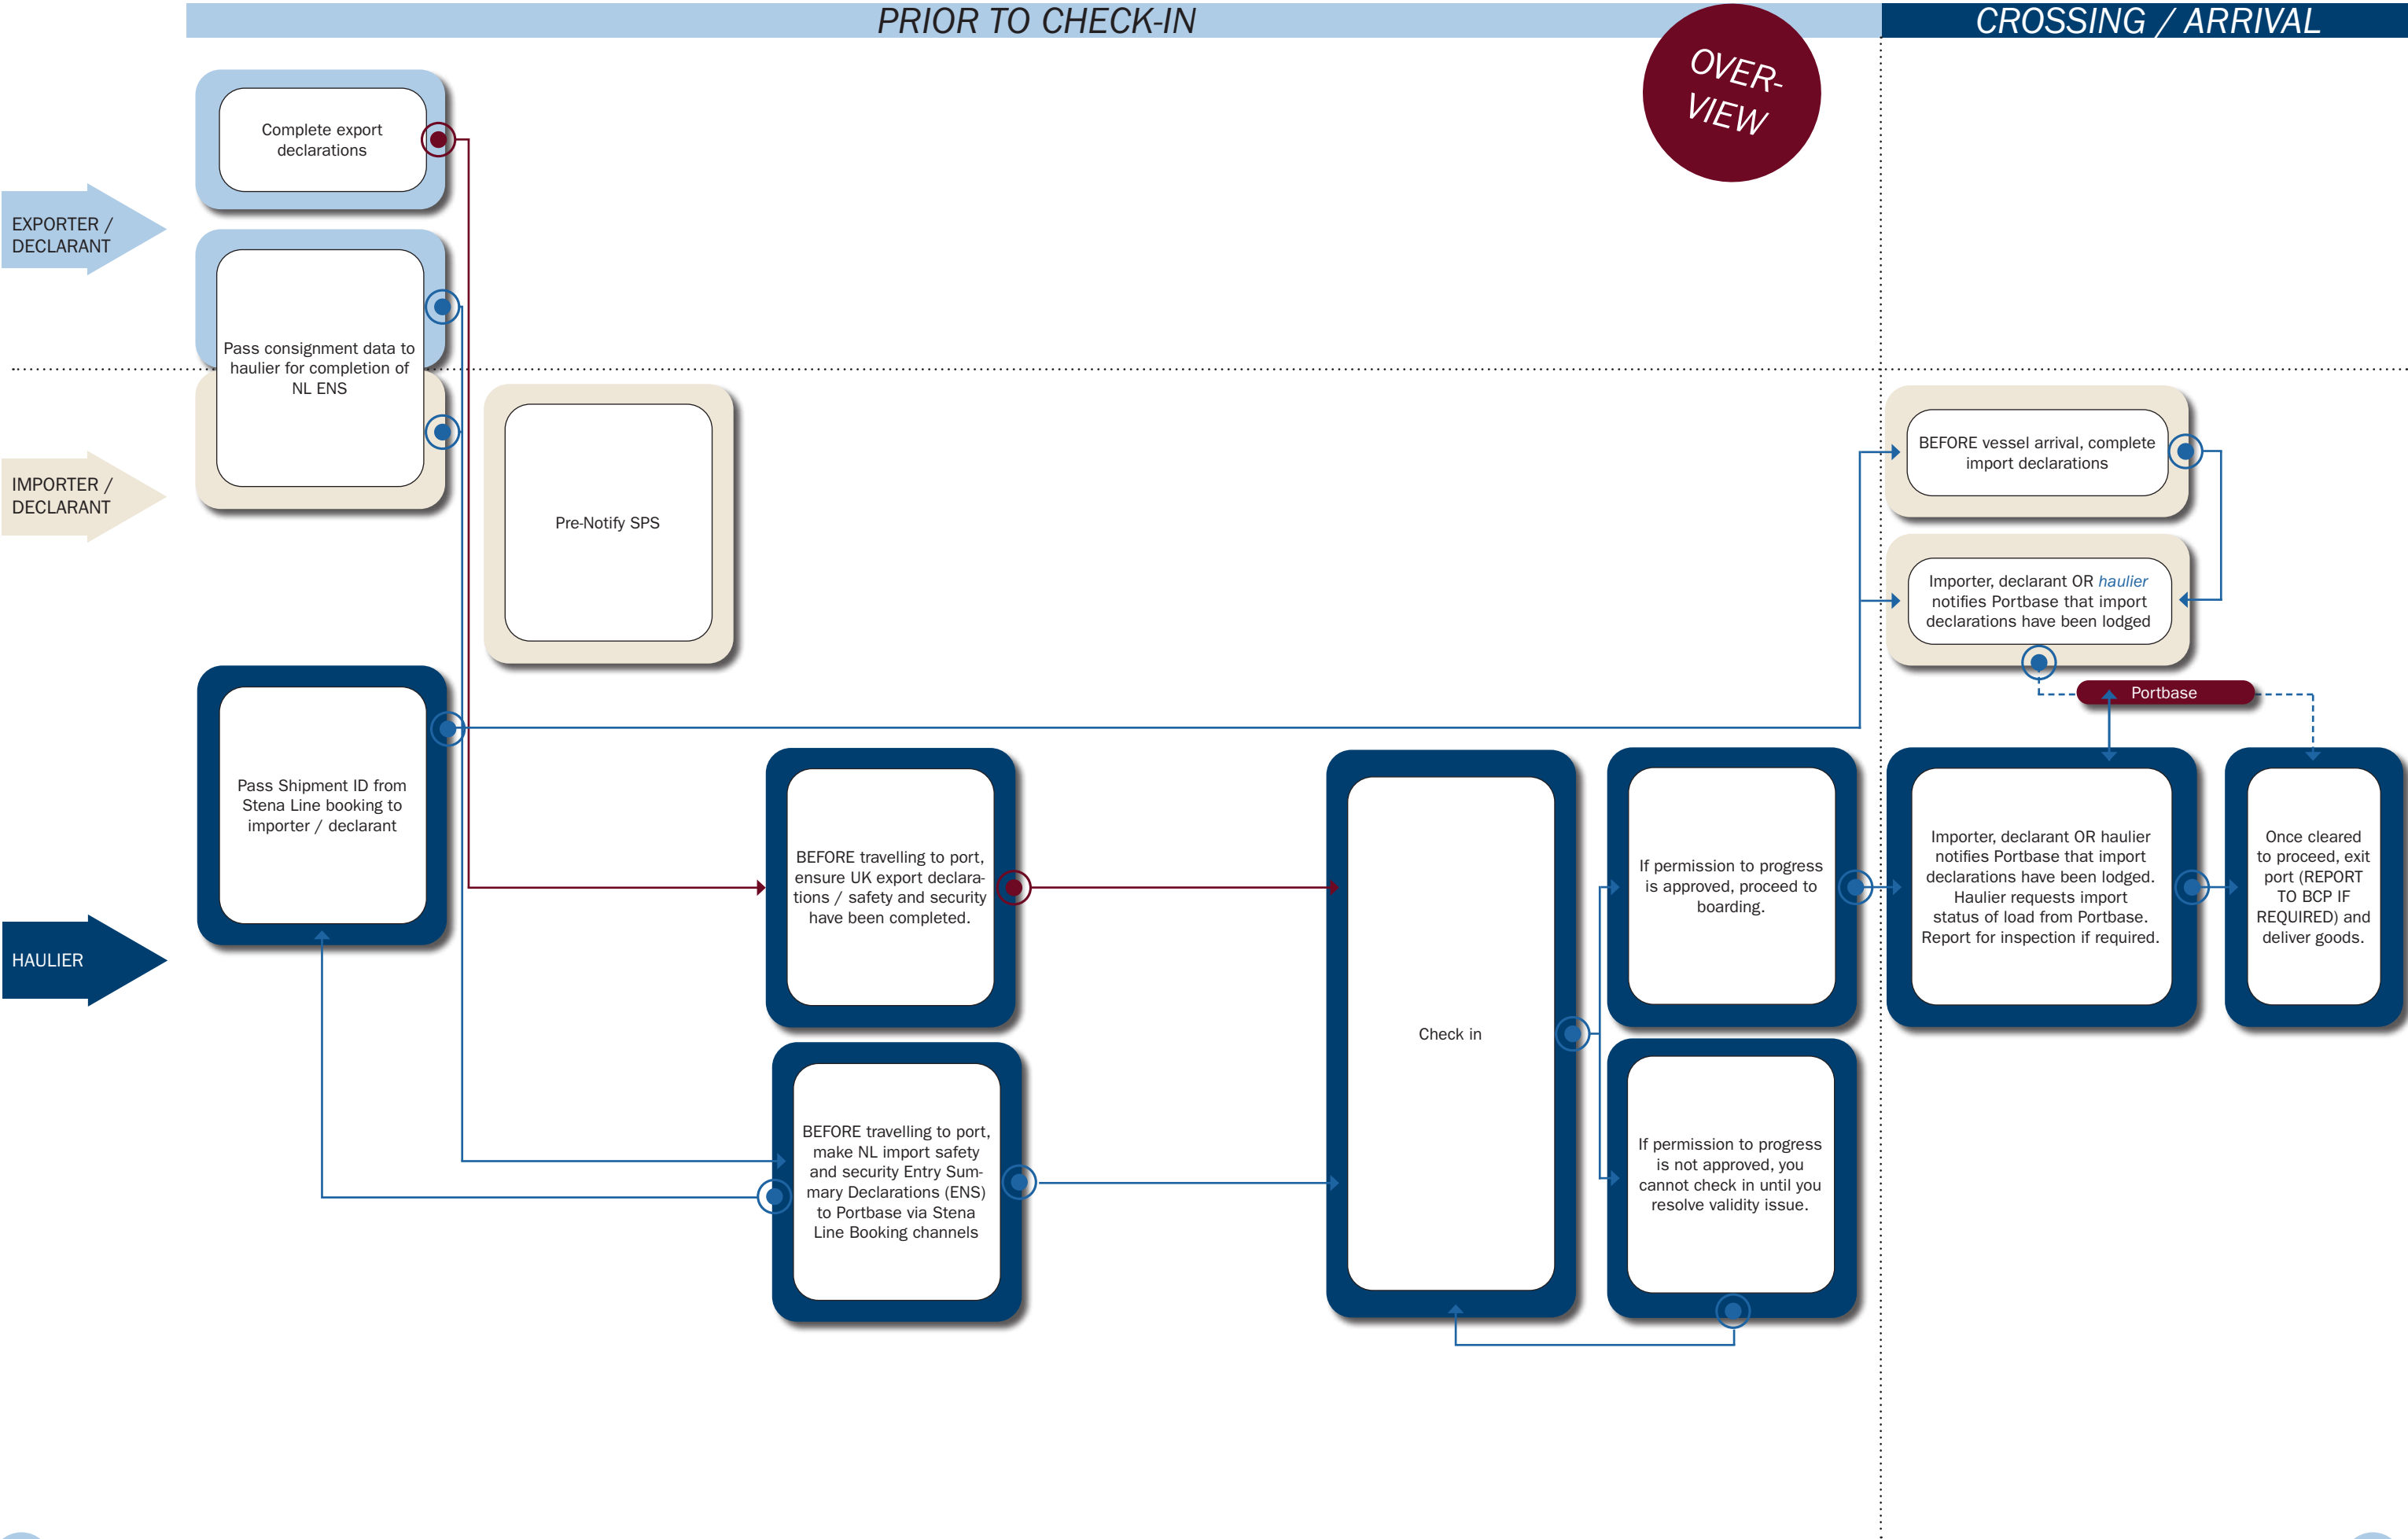 PRIOR TO CHECK-IN
CROSSING / ARRIVAL
OVER-
VIEW
EXPORTER /
DECLARANT
Complete export
declarations
Pass consignment data to
haulier for completion of
NL ENS
IMPORTER /
DECLARANT
Pre-Notify SPS
BEFORE vessel arrival, complete
import declarations
Importer, declarant OR haulier
notifies Portbase that import
declarations have been lodged
Portbase
HAULIER
Pass Shipment ID from
Stena Line booking to
importer / declarant
BEFORE travelling to port,
ensure UK export declara-
tions / safety and security
have been completed.
BEFORE travelling to port,
make NL import safety
and security Entry Sum-
mary Declarations (ENS)
to Portbase via Stena
Line Booking channels
Check in
If permission to progress
is approved, proceed to
boarding.
If permission to progress
is not approved, you
cannot check in until you
resolve validity issue.
Importer, declarant OR haulier
notifies Portbase that import
declarations have been lodged.
Haulier requests import
status of load from Portbase.
Report for inspection if required.
Once cleared
to proceed, exit
port (REPORT
TO BCP IF
REQUIRED) and
deliver goods.